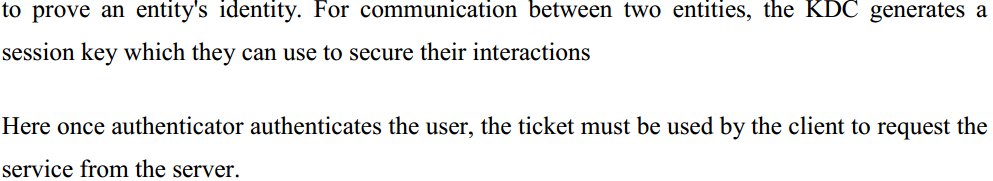 to prove an entity's identity. For communication between two entities, the KDC generates a
session key which they can use to secure their interactions
Here once authenticator authenticates the user, the ticket must be used by the client to request the
service from the server.